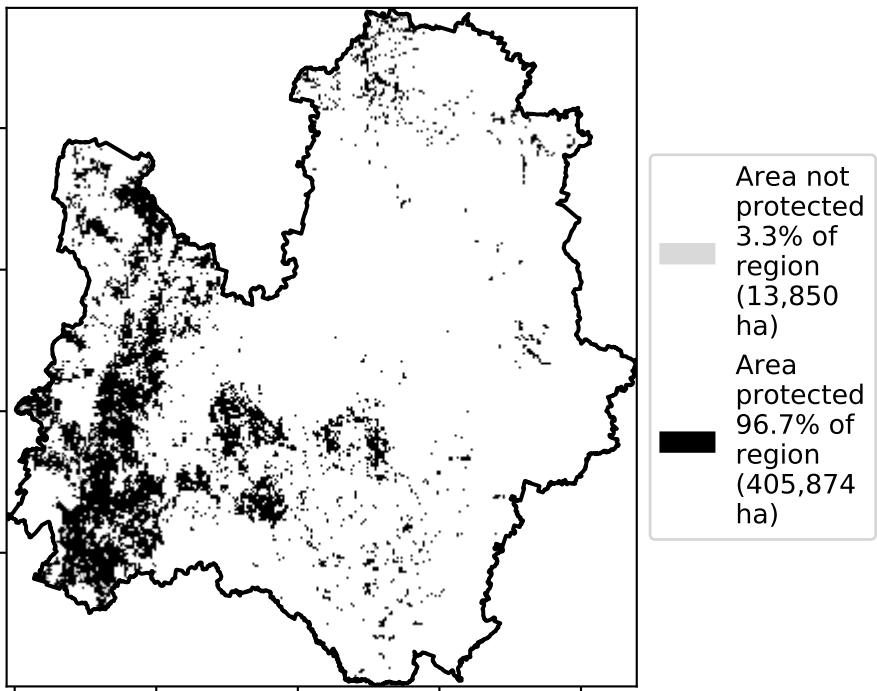 Area not
protected
3.3% of
region
(13,850
ha)
Area
protected
96.7% of
region
(405,874
ha)